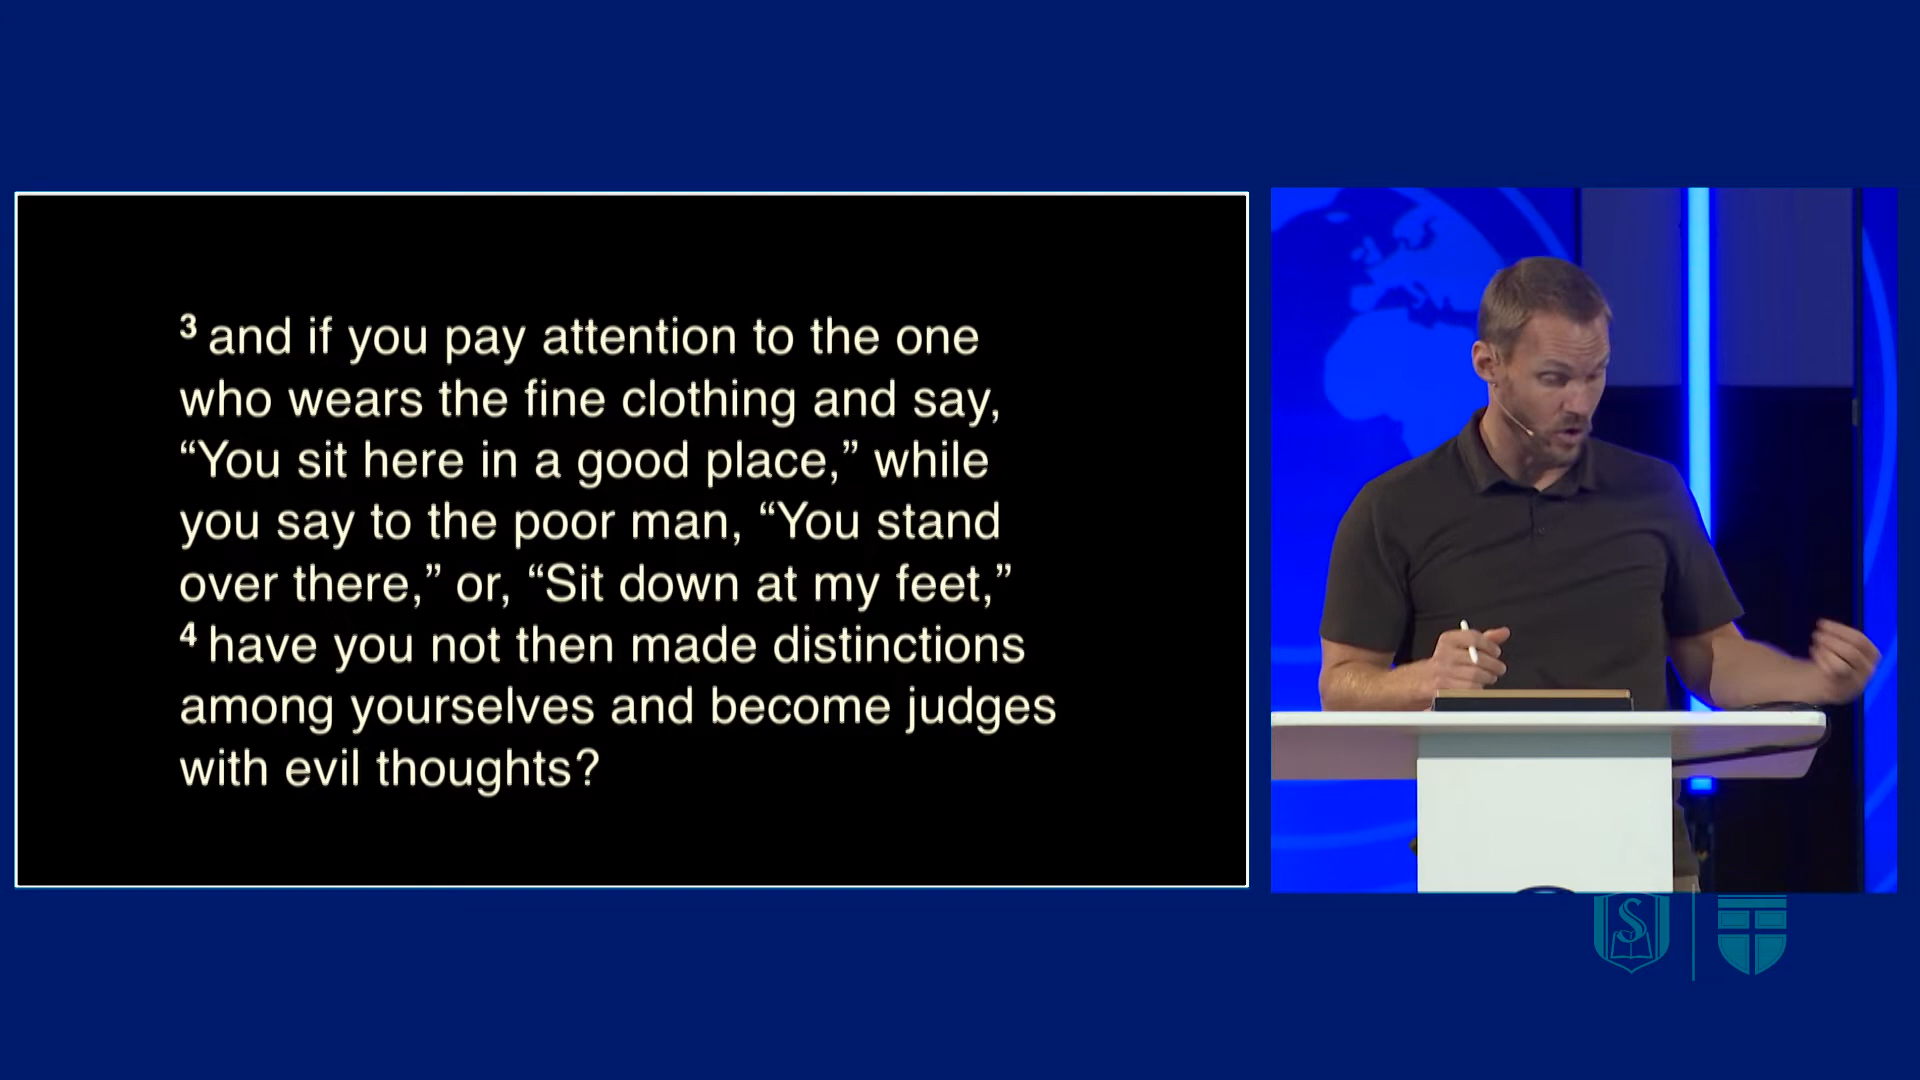 3 and if you pay attention to the one
who wears the fine clothing and say,
“You sit here in a good place,” while
you say to the poor man, “You stand
over there,” or, “Sit down at my feet,”
4 have you not then made distinctions
among yourselves and become judges
with evil thoughts?
S